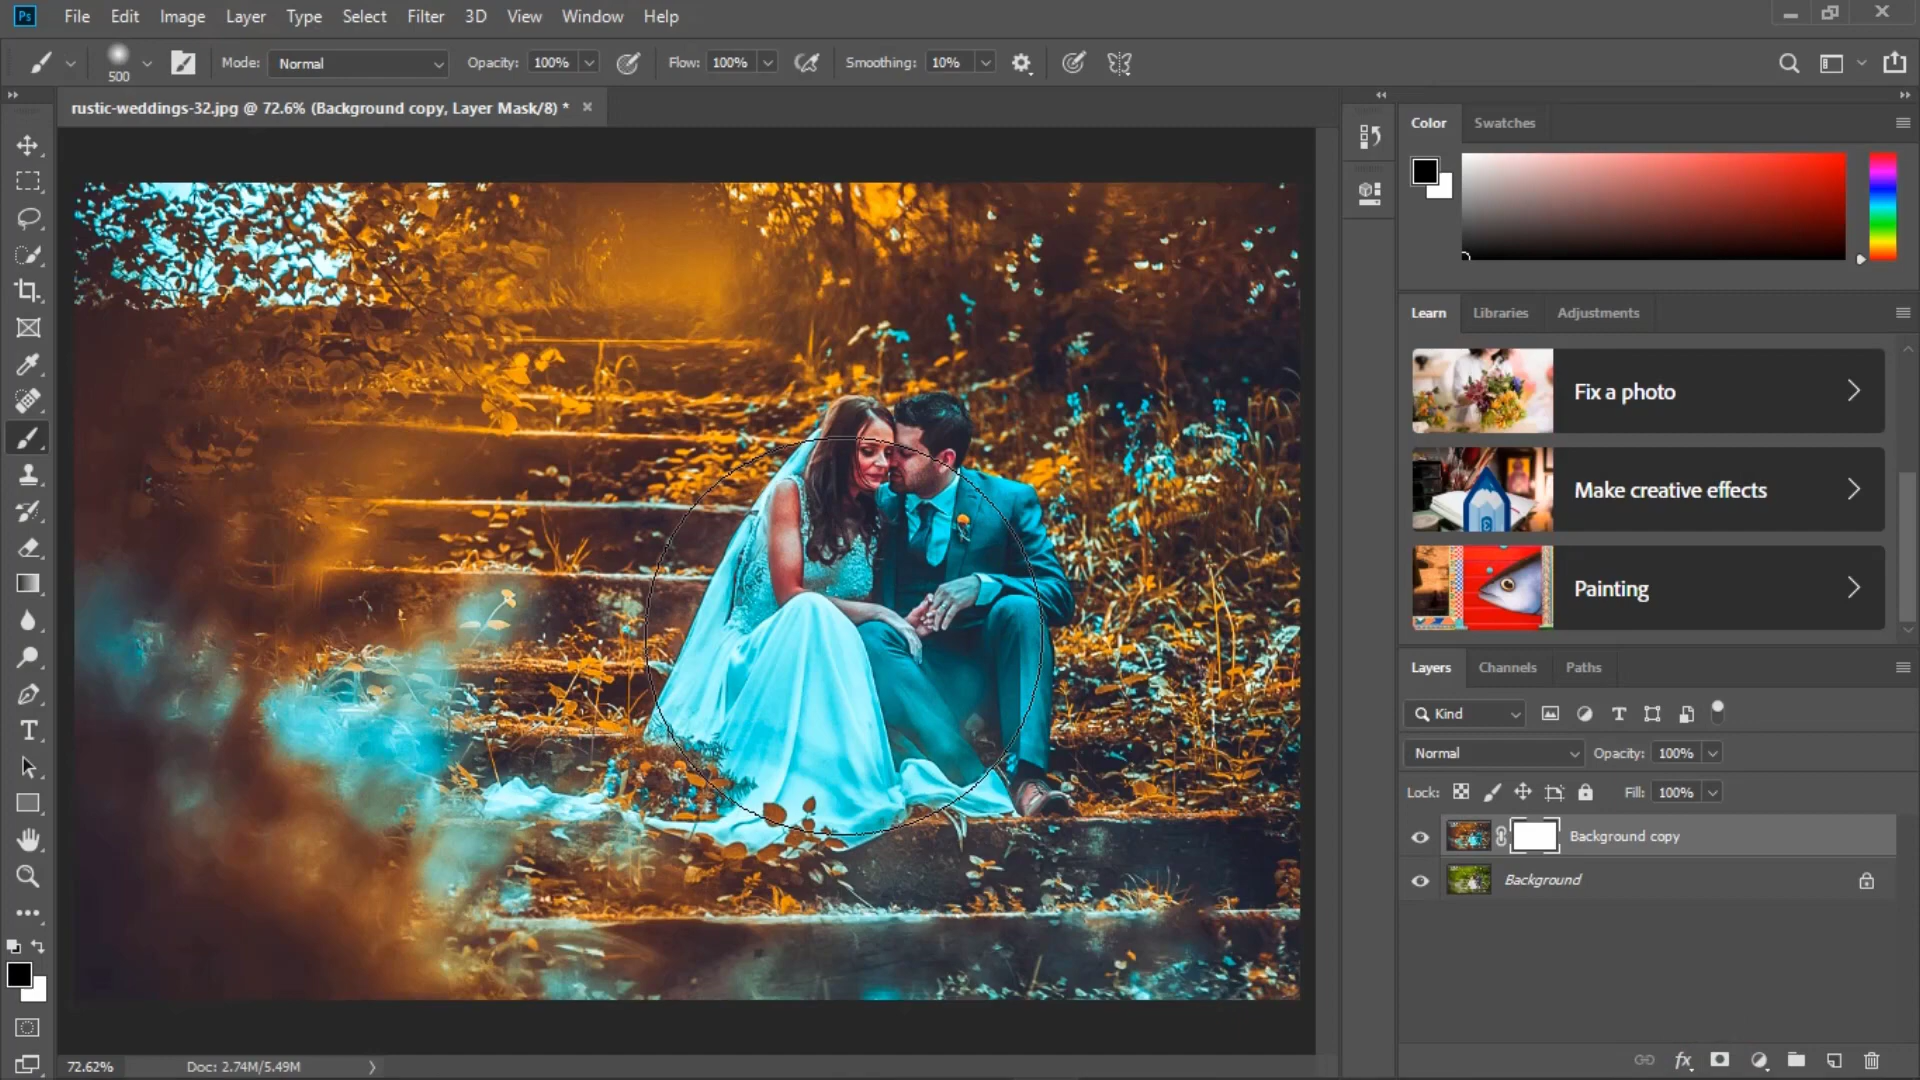 Ps File Edit Image Layer Type Select Filter 3D View Window Help
500 Mode: Normal Opacity: 100% Flow: 100% Smoothing: 10%
rustic-weddings-32.jpg @ 72.6% (Background copy, Layer Mask/8) * ×
Color Swatches
Learn Libraries Adjustments
Fix a photo
Make creative effects
Painting
Layers Channels Paths
Kind
Normal Opacity: 100%
Lock: Fill: 100%
Background copy
Background
72.62% Doc: 2.74M/5.49M